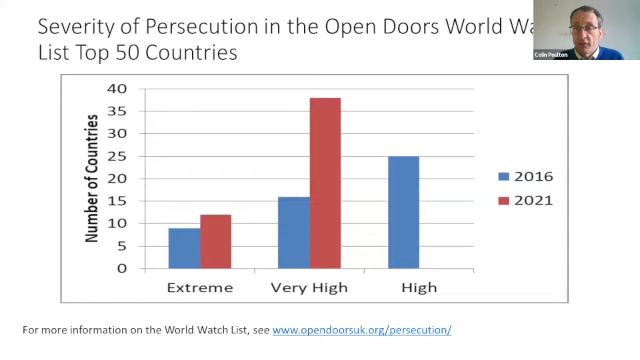 Severity of Persecution in the Open Doors World
List Top 50 Countries
Colin Poulton
40
35
30
25
20
15
10
5
0
Number of Countries
Extreme
Very High
High
2016
2021
For more information on the World Watch List, see www.opendoorsuk.org/persecution/